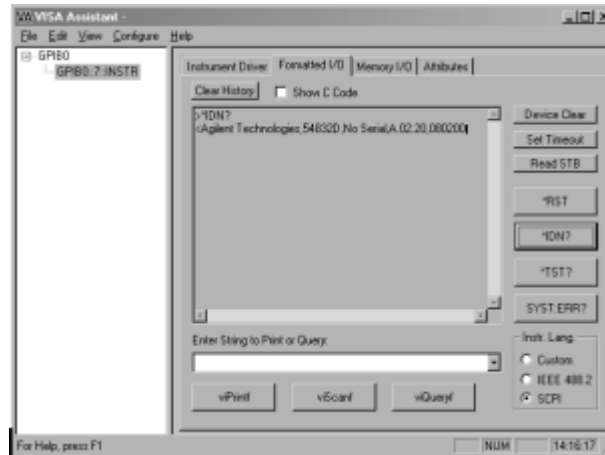 VISA Assistant -
File Edit View Configure Help
GPIB0
GPIB0::7::INSTR
Instrument Driver Formatted I/O Memory I/O Attributes
Clear History Show C Code
>*IDN?
<Agilent Technologies,54832D,No Serial,A.02.20,080200
Device Clear
Set Timeout
Read STB
*RST
*IDN?
*TST?
SYST:ERR?
Enter String to Print or Query:
viPrintf viScanf viQueryf
Instr. Lang.
Custom
IEEE 488.2
SCPI
For Help, press F1 NUM 14:16:17